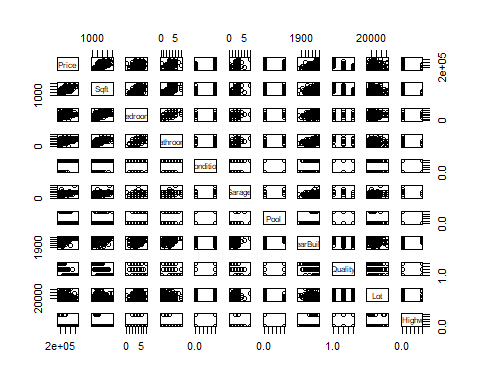 1000 0 5 0 5 1900 20000
Price 2e+05
1000 Sqft
edroom 0
0 athroom
onditio 0.0
0 Garage
Pool 0.0
1900 earBuil
Quality 1.0
20000 Lot
Highw 0.0
2e+05 0 5 0.0 0.0 1.0 0.0